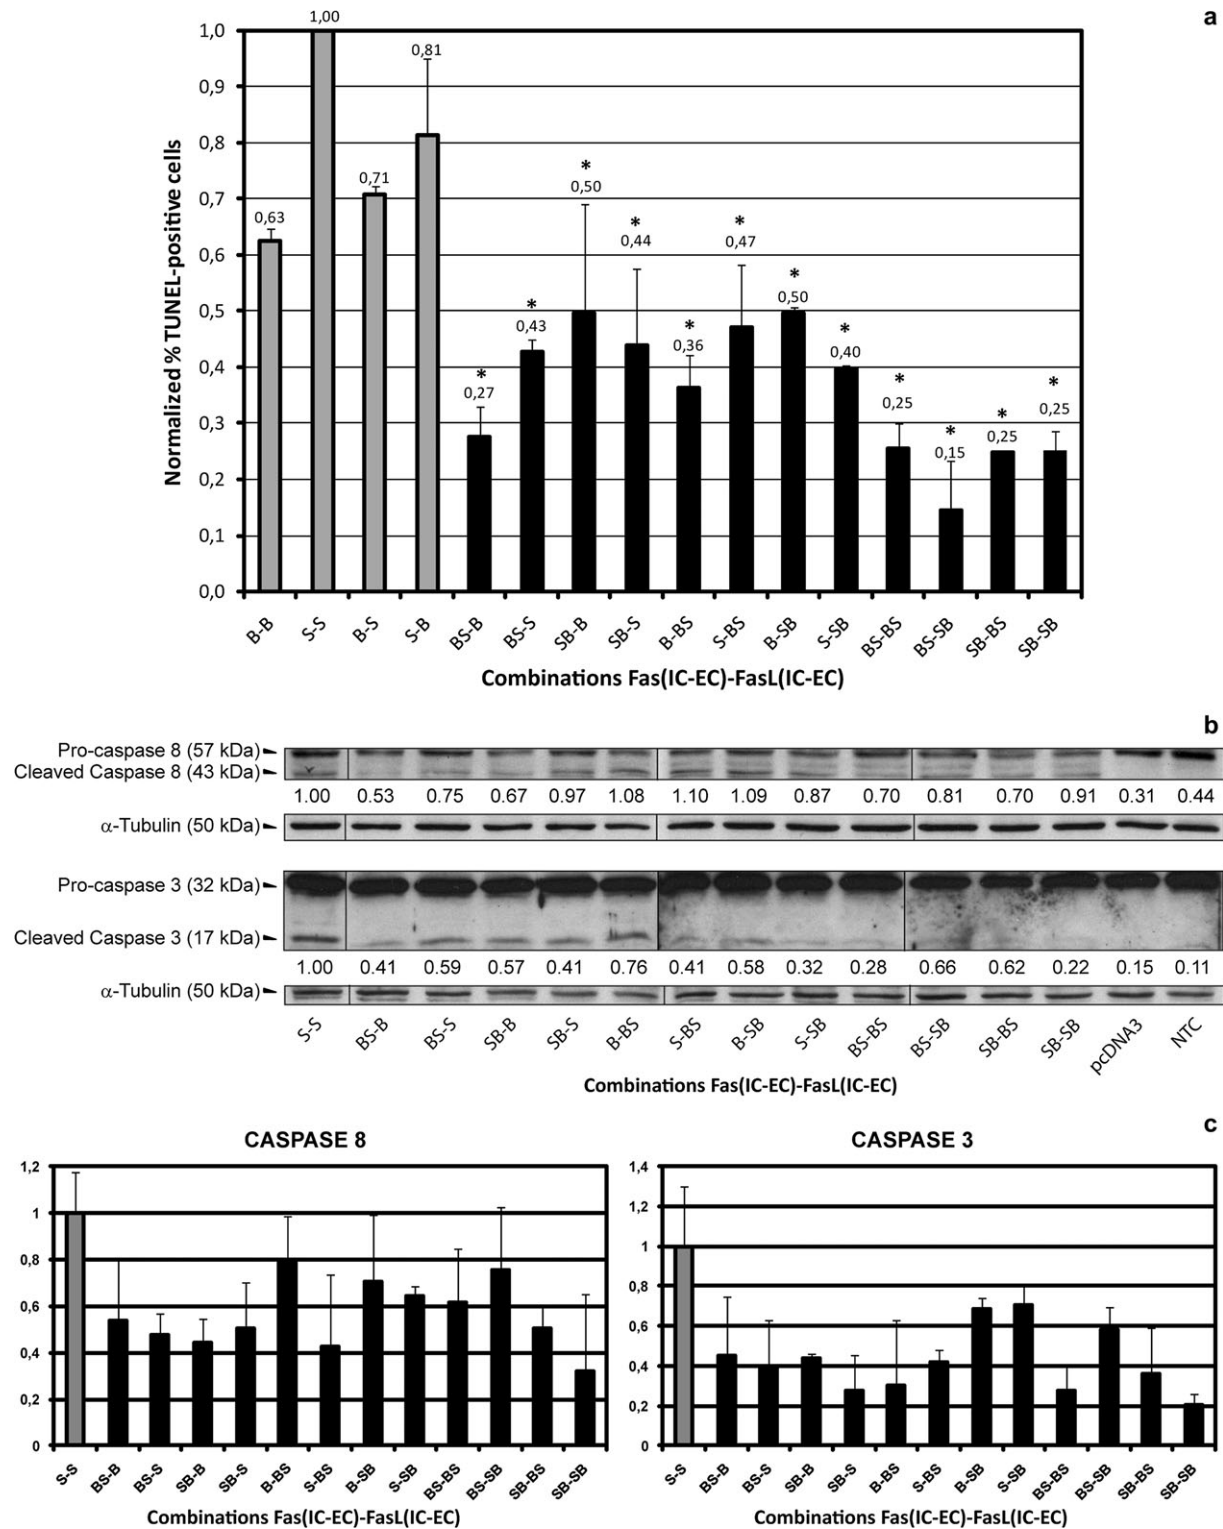 a
1,00
1,0
0,9
0,8
0,7
0,6
0,5
0,4
0,3
0,2
0,1
0,0
Normalized % TUNEL-positive cells
0,63
0,71
0,81
* 0,27
* 0,43
* 0,50
* 0,44
* 0,36
* 0,47
* 0,50
* 0,40
* 0,25
* 0,15
* 0,25
* 0,25
B-B S-S B-S S-B BS-B BS-S SB-B SB-S B-BS S-BS B-SB S-SB BS-BS BS-SB SB-BS SB-SB
Combinations Fas(IC-EC)-FasL(IC-EC)
b
Pro-caspase 8 (57 kDa)
Cleaved Caspase 8 (43 kDa)
1.00 0.53 0.75 0.67 0.97 1.08 1.10 1.09 0.87 0.70 0.81 0.70 0.91 0.31 0.44
α-Tubulin (50 kDa)
Pro-caspase 3 (32 kDa)
Cleaved Caspase 3 (17 kDa)
1.00 0.41 0.59 0.57 0.41 0.76 0.41 0.58 0.32 0.28 0.66 0.62 0.22 0.15 0.11
α-Tubulin (50 kDa)
S-S BS-B BS-S SB-B SB-S B-BS S-BS B-SB S-SB BS-BS BS-SB SB-BS SB-SB pcDNA3 NTC
Combinations Fas(IC-EC)-FasL(IC-EC)
c
CASPASE 8
1,2
1
0,8
0,6
0,4
0,2
0
S-S BS-B BS-S SB-B SB-S B-BS S-BS B-SB S-SB BS-BS BS-SB SB-BS SB-SB
Combinations Fas(IC-EC)-FasL(IC-EC)
CASPASE 3
1,4
1,2
1
0,8
0,6
0,4
0,2
0
S-S BS-B BS-S SB-B SB-S B-BS S-BS B-SB S-SB BS-BS BS-SB SB-BS SB-SB
Combinations Fas(IC-EC)-FasL(IC-EC)